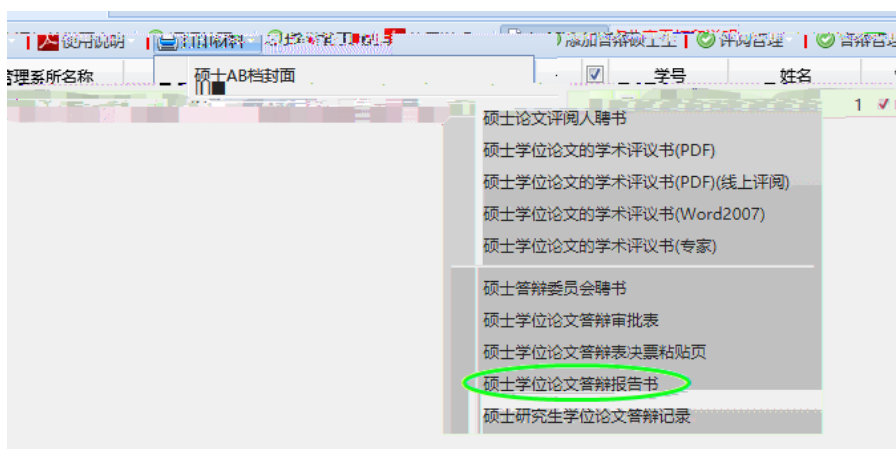 使用说明 打印材料 添加答辩硕士生 评阅管理
管理系所名称 学号 姓名
硕士AB档封面
1
硕士论文评阅人聘书
硕士学位论文的学术评议书(PDF)
硕士学位论文的学术评议书(PDF)(线上评阅)
硕士学位论文的学术评议书(Word2007)
硕士学位论文的学术评议书(专家)
硕士答辩委员会聘书
硕士学位论文答辩审批表
硕士学位论文答辩表决票粘贴页
硕士学位论文答辩报告书
硕士研究生学位论文答辩记录